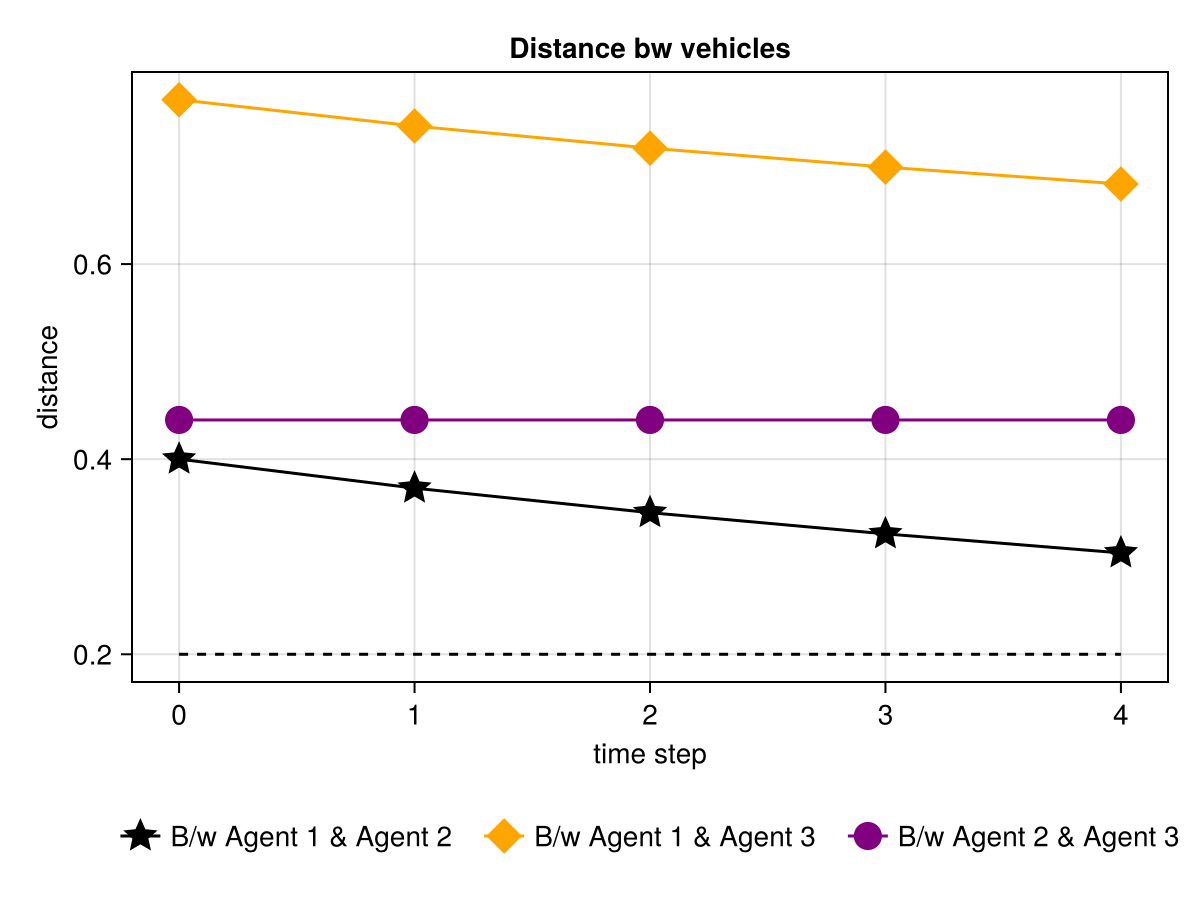 Distance bw vehicles
distance
0.6
0.4
0.2
0 1 2 3 4
time step
B/w Agent 1 & Agent 2 B/w Agent 1 & Agent 3 B/w Agent 2 & Agent 3